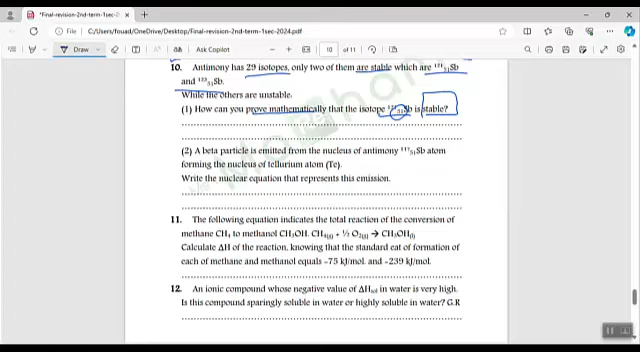 *Final-revision-2nd-term-1sec-2
File C:/Users/fouad/OneDrive/Desktop/Final-revision-2nd-term-1sec-2024.pdf
Draw Ask Copilot 10 of 11
10. Antimony has 29 isotopes, only two of them are stable which are ¹²¹₅₁Sb
and ¹²³₅₁Sb.
While the others are unstable.
(1) How can you prove mathematically that the isotope ₅₁Sb is stable?
(2) A beta particle is emitted from the nucleus of antimony ₅₁Sb atom
forming the nucleus of tellurium atom (Te).
Write the nuclear equation that represents this emission.
11. The following equation indicates the total reaction of the conversion of
methane CH₄ to methanol CH₃OH. CH₄₍g₎ + ½ O₂₍g₎ → CH₃OH₍l₎
Calculate ΔH of the reaction, knowing that the standard eat of formation of
each of methane and methanol equals -75 kJ/mol. and -239 kJ/mol.
12. An ionic compound whose negative value of ΔHsol in water is very high.
Is this compound sparingly soluble in water or highly soluble in water? G.R